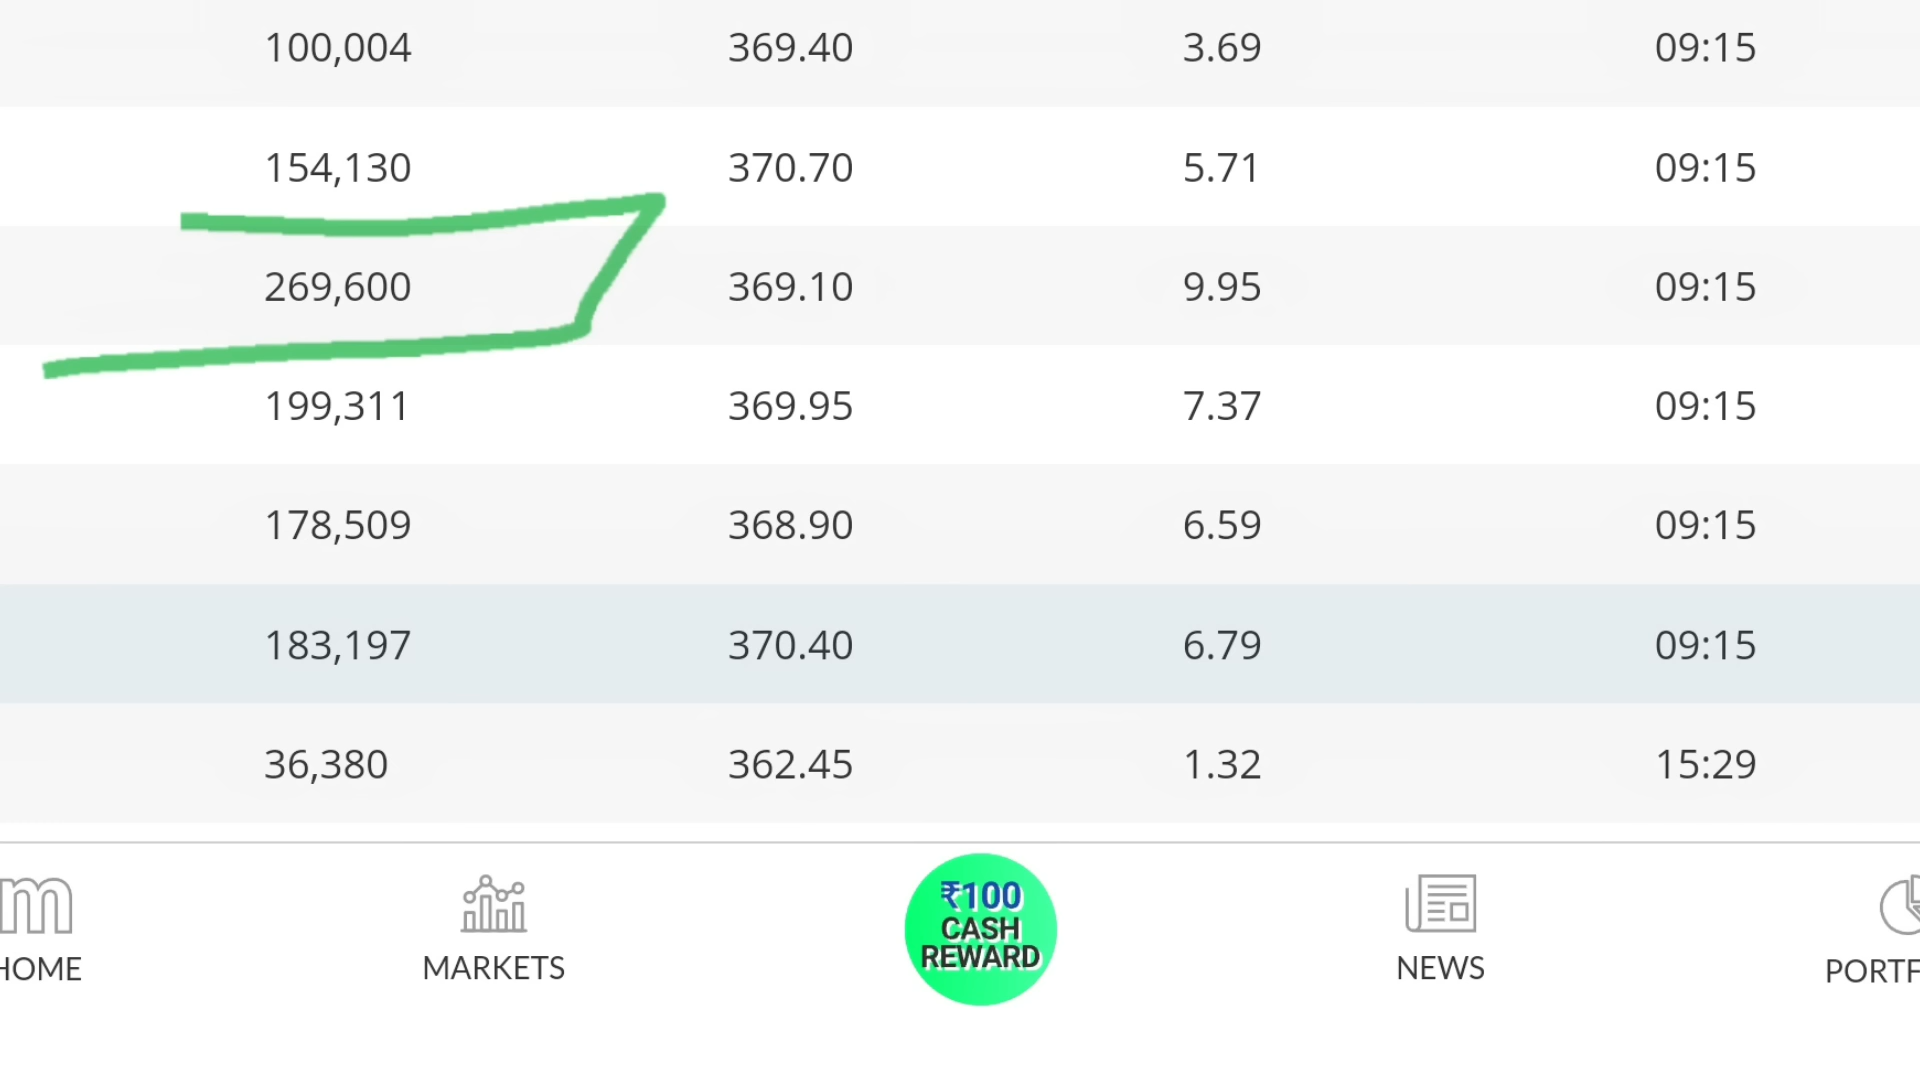 100,004 369.40 3.69 09:15
154,130 370.70 5.71 09:15
269,600 369.10 9.95 09:15
199,311 369.95 7.37 09:15
178,509 368.90 6.59 09:15
183,197 370.40 6.79 09:15
36,380 362.45 1.32 15:29
m
₹100
CASH
REWARD
HOME MARKETS NEWS PORTF